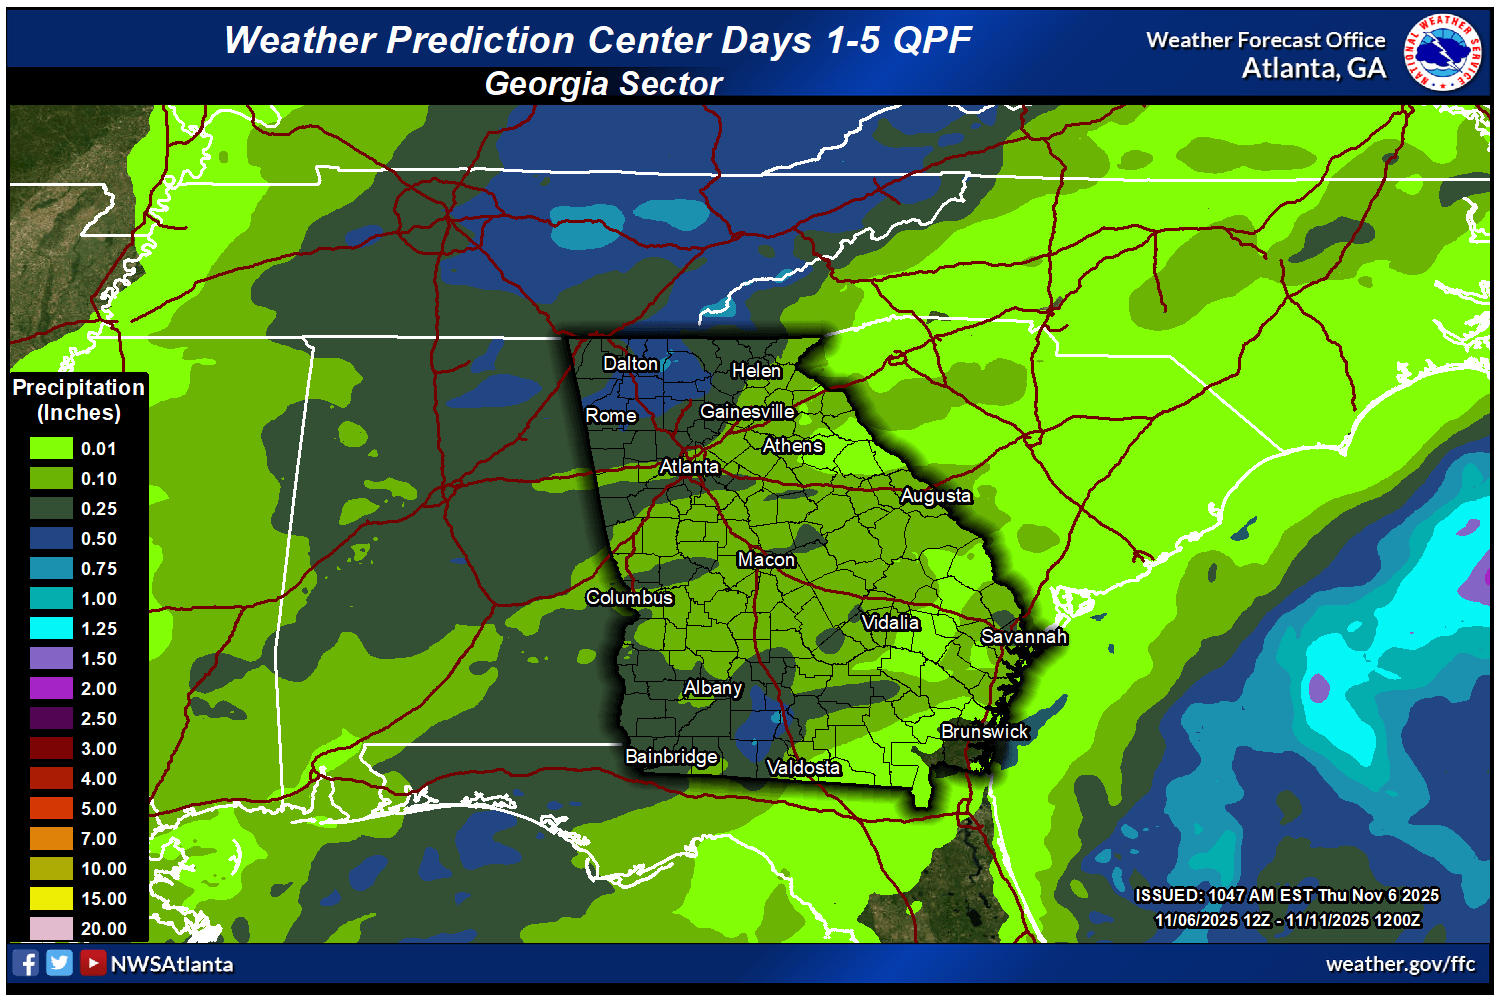 Weather Prediction Center Days 1-5 QPF
Georgia Sector
Weather Forecast Office
Atlanta, GA
NATIONAL WEATHER SERVICE
Dalton
Helen
Rome
Gainesville
Athens
Atlanta
Augusta
Macon
Columbus
Vidalia
Savannah
Albany
Brunswick
Bainbridge
Valdosta
Precipitation
(Inches)
0.01
0.10
0.25
0.50
0.75
1.00
1.25
1.50
2.00
2.50
3.00
4.00
5.00
7.00
10.00
15.00
20.00
ISSUED: 1047 AM EST Thu Nov 6 2025
11/06/2025 12Z - 11/11/2025 1200Z
NWSAtlanta
weather.gov/ffc